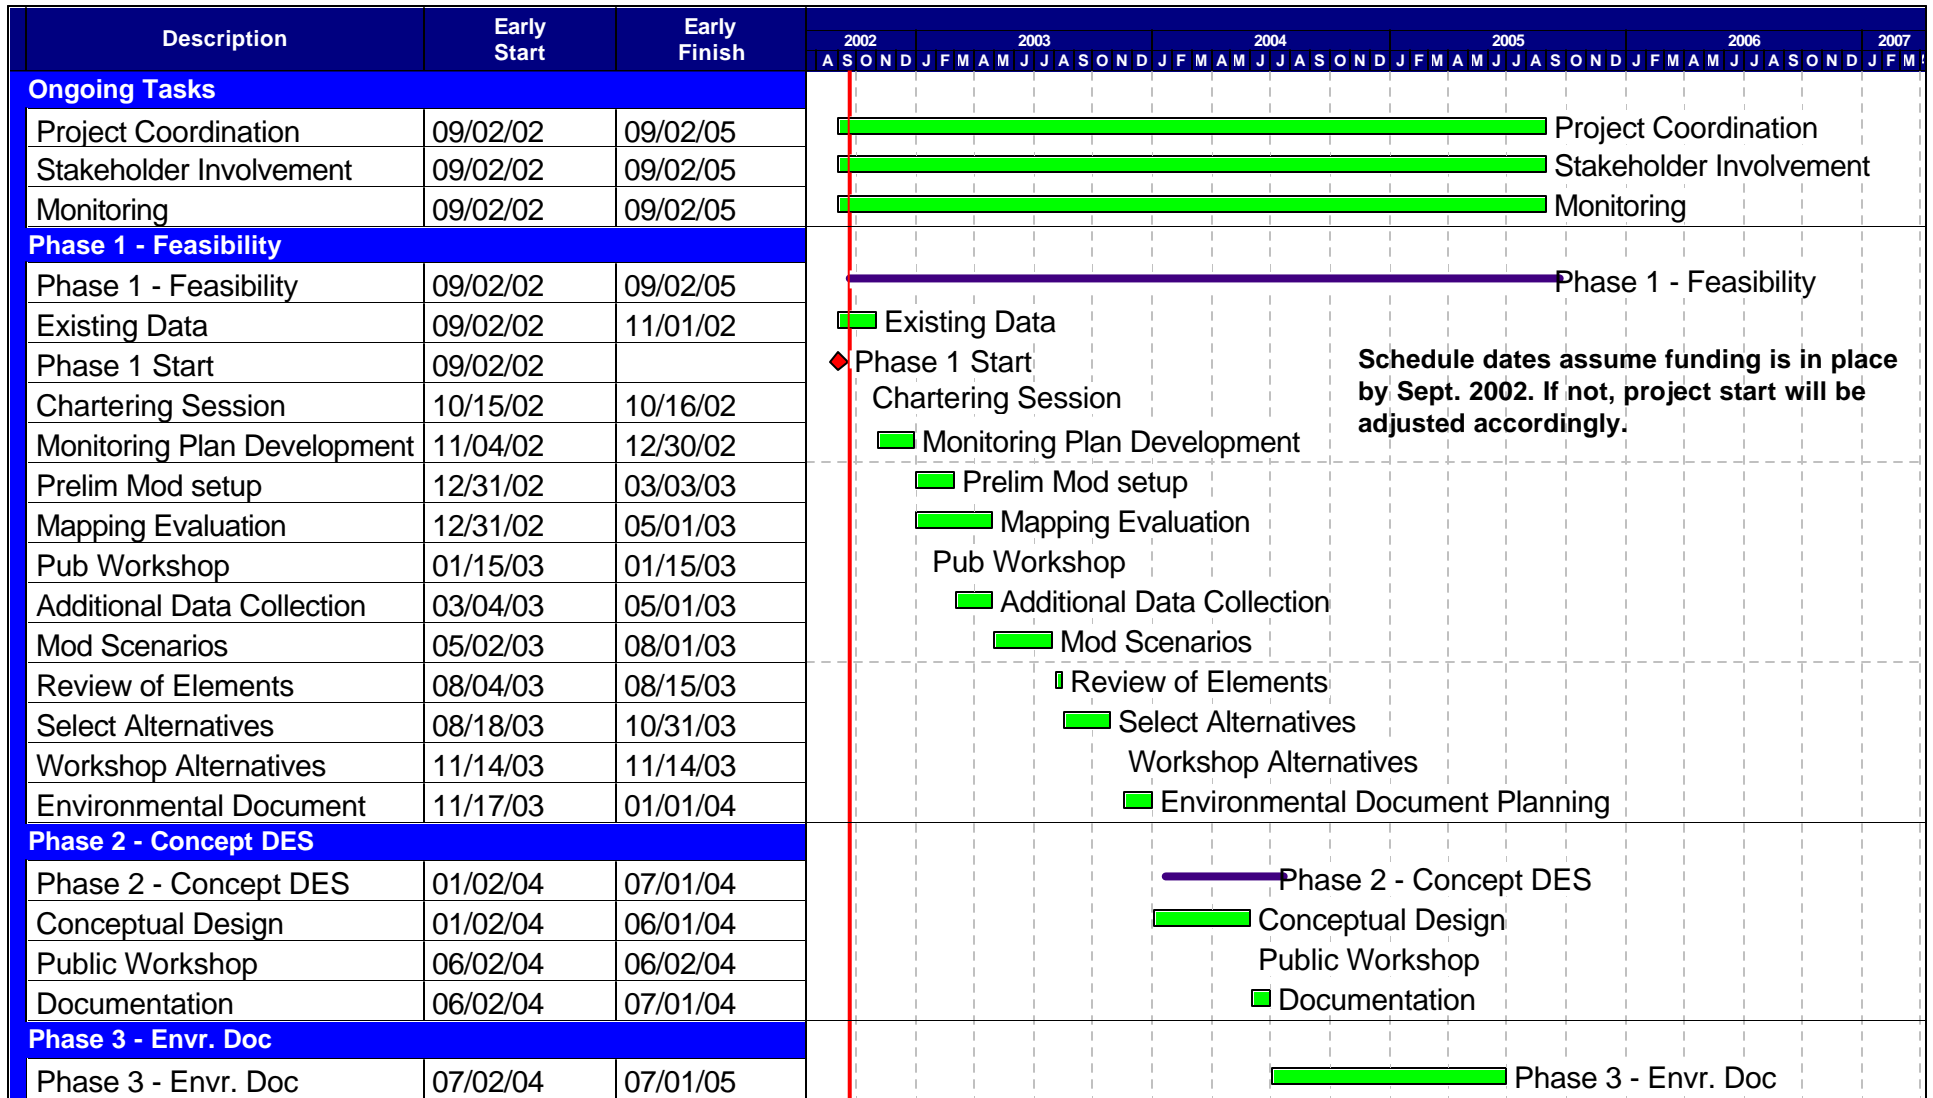 Description Early Start Early Finish
2002 2003 2004 2005 2006 2007
A S O N D J F M A M J J A S O N D J F M A M J J A S O N D J F M A M J J A S O N D J F M A M J J A S O N D J F M
Ongoing Tasks
Project Coordination 09/02/02 09/02/05 Project Coordination
Stakeholder Involvement 09/02/02 09/02/05 Stakeholder Involvement
Monitoring 09/02/02 09/02/05 Monitoring
Phase 1 - Feasibility
Phase 1 - Feasibility 09/02/02 09/02/05 Phase 1 - Feasibility
Existing Data 09/02/02 11/01/02 Existing Data
Phase 1 Start 09/02/02 Phase 1 Start
Schedule dates assume funding is in place
by Sept. 2002. If not, project start will be
adjusted accordingly.
Chartering Session 10/15/02 10/16/02 Chartering Session
Monitoring Plan Development 11/04/02 12/30/02 Monitoring Plan Development
Prelim Mod setup 12/31/02 03/03/03 Prelim Mod setup
Mapping Evaluation 12/31/02 05/01/03 Mapping Evaluation
Pub Workshop 01/15/03 01/15/03 Pub Workshop
Additional Data Collection 03/04/03 05/01/03 Additional Data Collection
Mod Scenarios 05/02/03 08/01/03 Mod Scenarios
Review of Elements 08/04/03 08/15/03 Review of Elements
Select Alternatives 08/18/03 10/31/03 Select Alternatives
Workshop Alternatives 11/14/03 11/14/03 Workshop Alternatives
Environmental Document 11/17/03 01/01/04 Environmental Document Planning
Phase 2 - Concept DES
Phase 2 - Concept DES 01/02/04 07/01/04 Phase 2 - Concept DES
Conceptual Design 01/02/04 06/01/04 Conceptual Design
Public Workshop 06/02/04 06/02/04 Public Workshop
Documentation 06/02/04 07/01/04 Documentation
Phase 3 - Envr. Doc
Phase 3 - Envr. Doc 07/02/04 07/01/05 Phase 3 - Envr. Doc